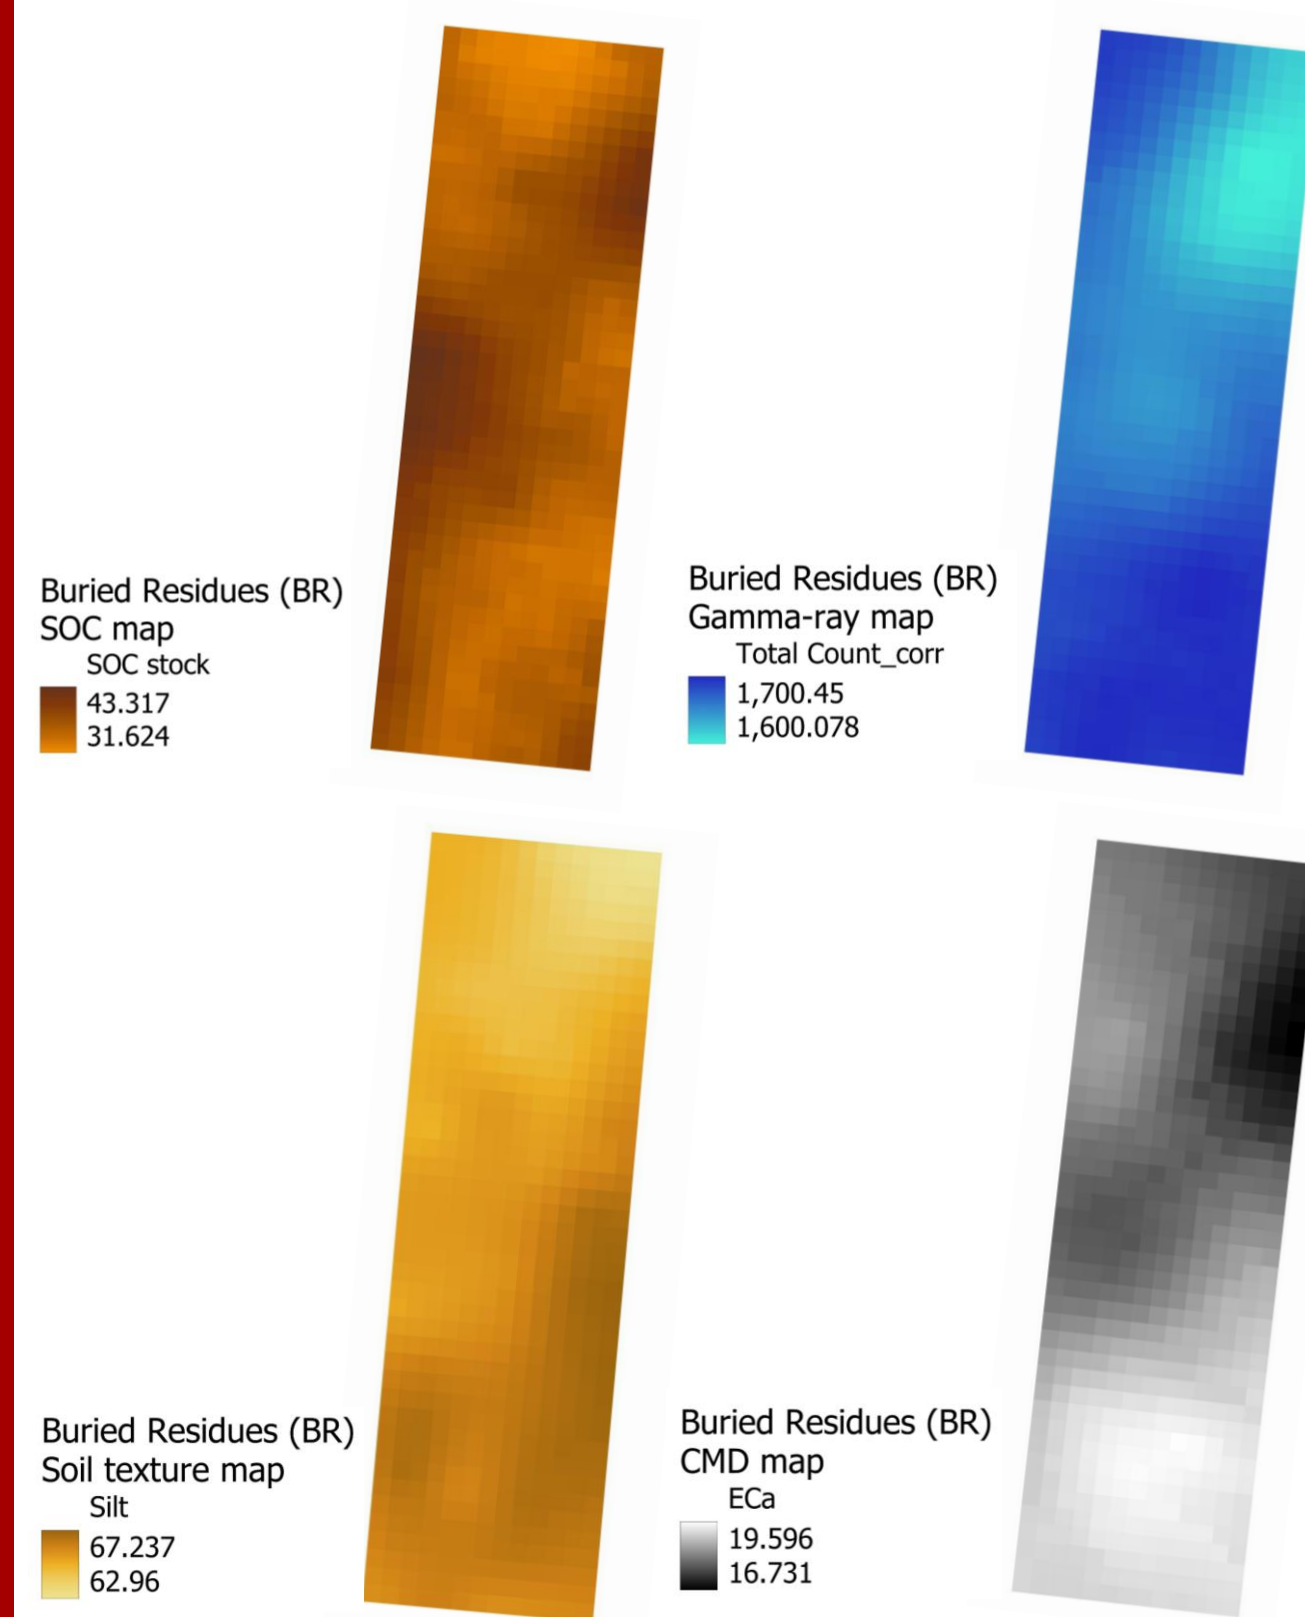 Buried Residues (BR)
SOC map
SOC stock
43.317
31.624
Buried Residues (BR)
Gamma-ray map
Total Count_corr
1,700.45
1,600.078
Buried Residues (BR)
Soil texture map
Silt
67.237
62.96
Buried Residues (BR)
CMD map
ECa
19.596
16.731